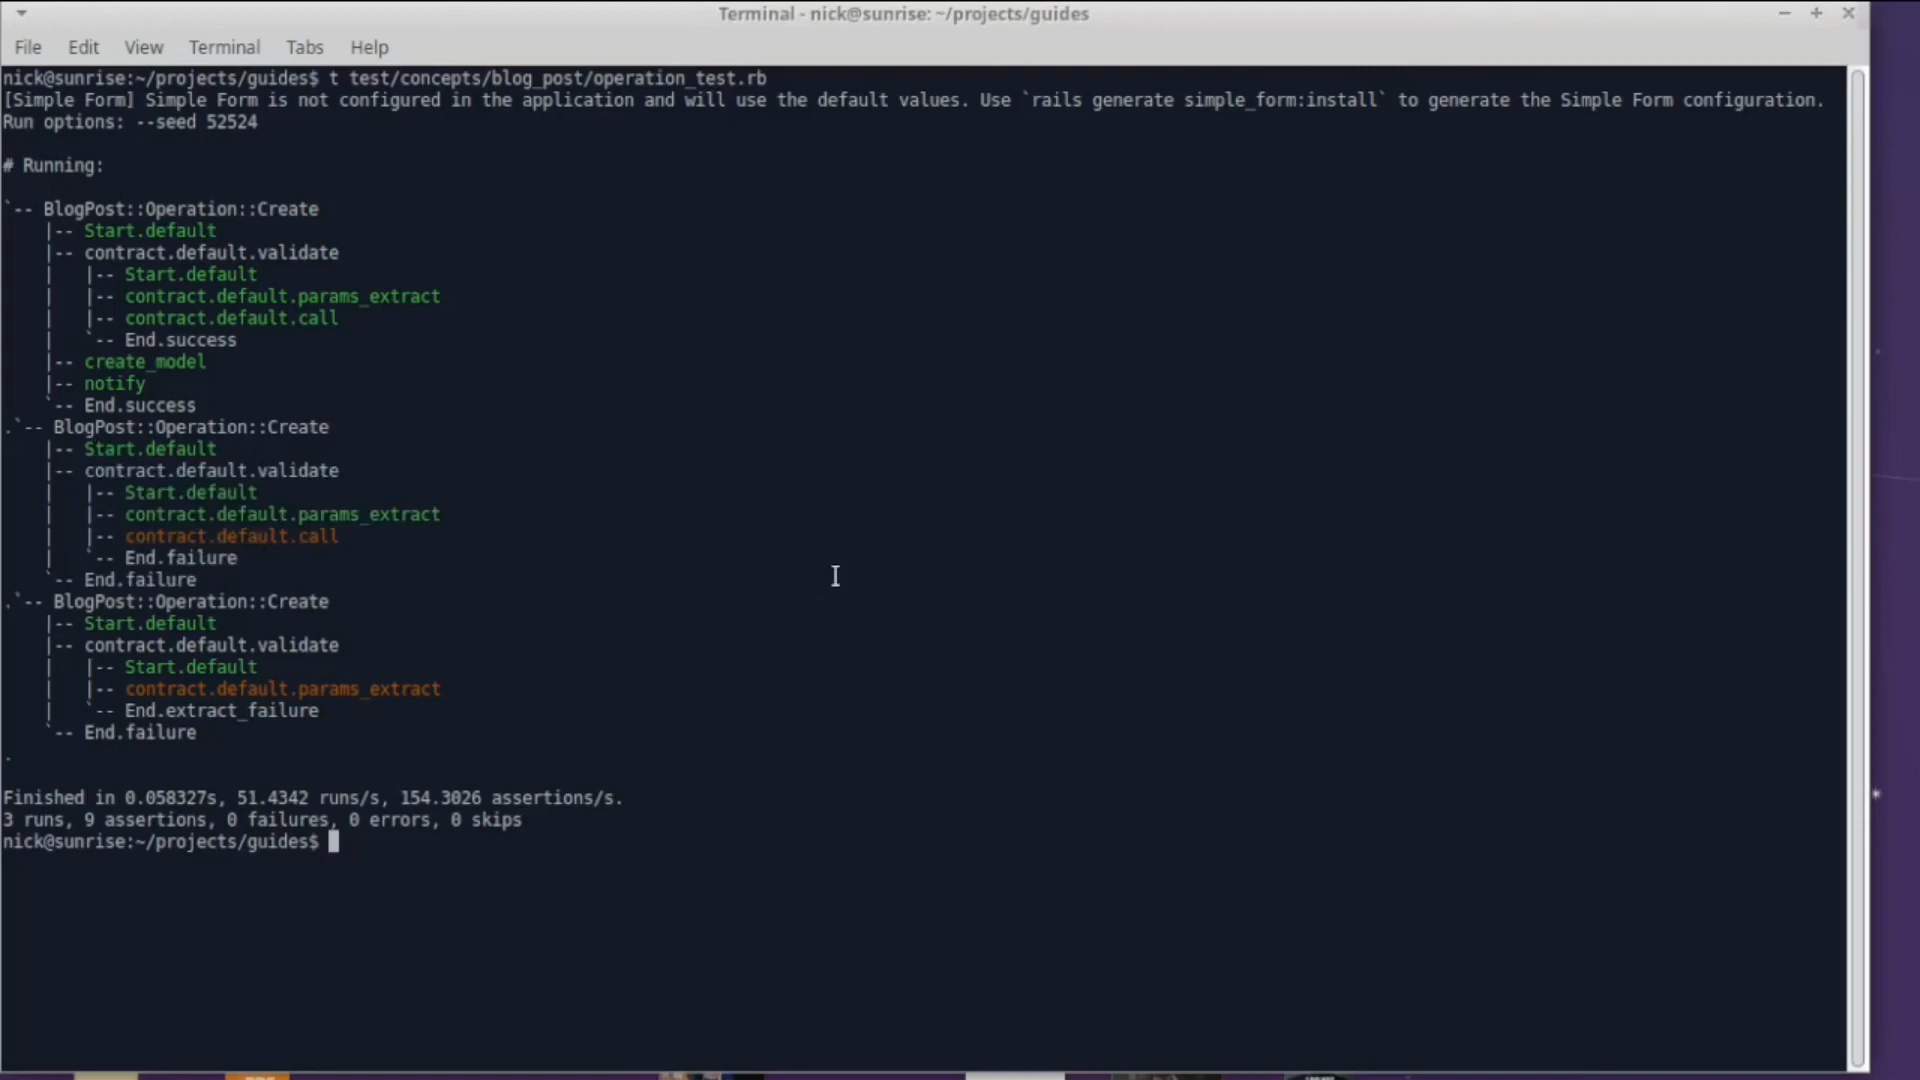 Terminal - nick@sunrise: ~/projects/guides
File Edit View Terminal Tabs Help
nick@sunrise:~/projects/guides$ t test/concepts/blog_post/operation_test.rb
[Simple Form] Simple Form is not configured in the application and will use the default values. Use `rails generate simple_form:install` to generate the Simple Form configuration.
Run options: --seed 52524
# Running:
`-- BlogPost::Operation::Create
    |-- Start.default
    |-- contract.default.validate
    |   |-- Start.default
    |   |-- contract.default.params_extract
    |   |-- contract.default.call
    |   `-- End.success
    |-- create_model
    |-- notify
    `-- End.success
.`-- BlogPost::Operation::Create
    |-- Start.default
    |-- contract.default.validate
    |   |-- Start.default
    |   |-- contract.default.params_extract
    |   |-- contract.default.call
    |   `-- End.failure
    `-- End.failure
.`-- BlogPost::Operation::Create
    |-- Start.default
    |-- contract.default.validate
    |   |-- Start.default
    |   |-- contract.default.params_extract
    |   `-- End.extract_failure
    `-- End.failure
.
Finished in 0.058327s, 51.4342 runs/s, 154.3026 assertions/s.
3 runs, 9 assertions, 0 failures, 0 errors, 0 skips
nick@sunrise:~/projects/guides$